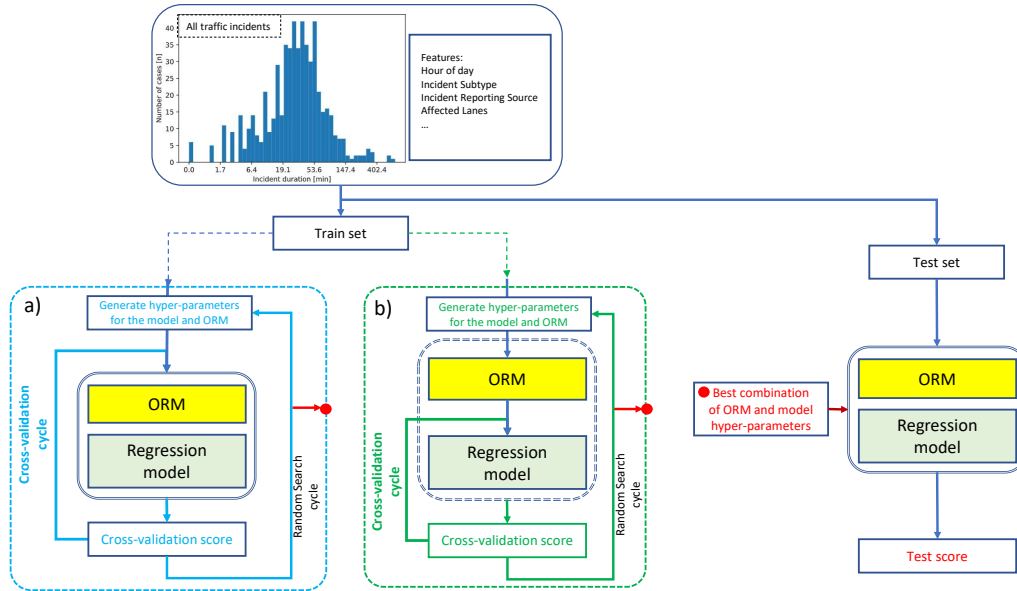 All traffic incidents
Number of cases [n]
40
35
30
25
20
15
10
5
0
0.0 1.7 6.4 19.1 53.6 147.4 402.4
Incident duration [min]
Features:
Hour of day
Incident Subtype
Incident Reporting Source
Affected Lanes
...
Train set
Test set
a)
Generate hyper-parameters
for the model and ORM
ORM
Regression
model
Cross-validation score
Cross-validation
cycle
Random Search
cycle
b)
Generate hyper-parameters
for the model and ORM
ORM
Regression
model
Cross-validation score
Cross-validation
cycle
Random Search
cycle
Best combination
of ORM and model
hyper-parameters
ORM
Regression
model
Test score